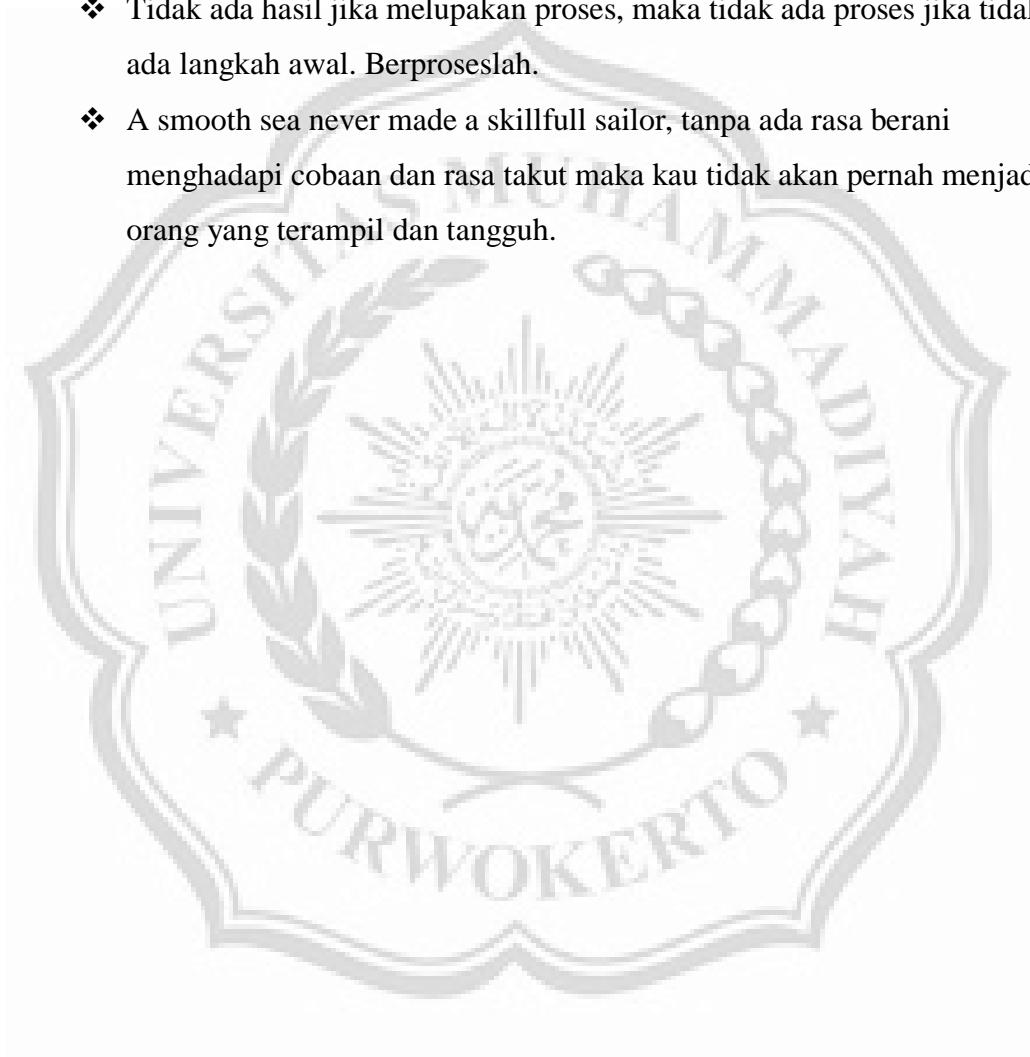 ❖ Tidak ada hasil jika melupakan proses, maka tidak ada proses jika tidak
ada langkah awal. Berproseslah.
❖ A smooth sea never made a skillfull sailor, tanpa ada rasa berani
menghadapi cobaan dan rasa takut maka kau tidak akan pernah menjad
orang yang terampil dan tangguh.
UNIVERSITAS MUHAMMADIYAH
PURWOKERTO